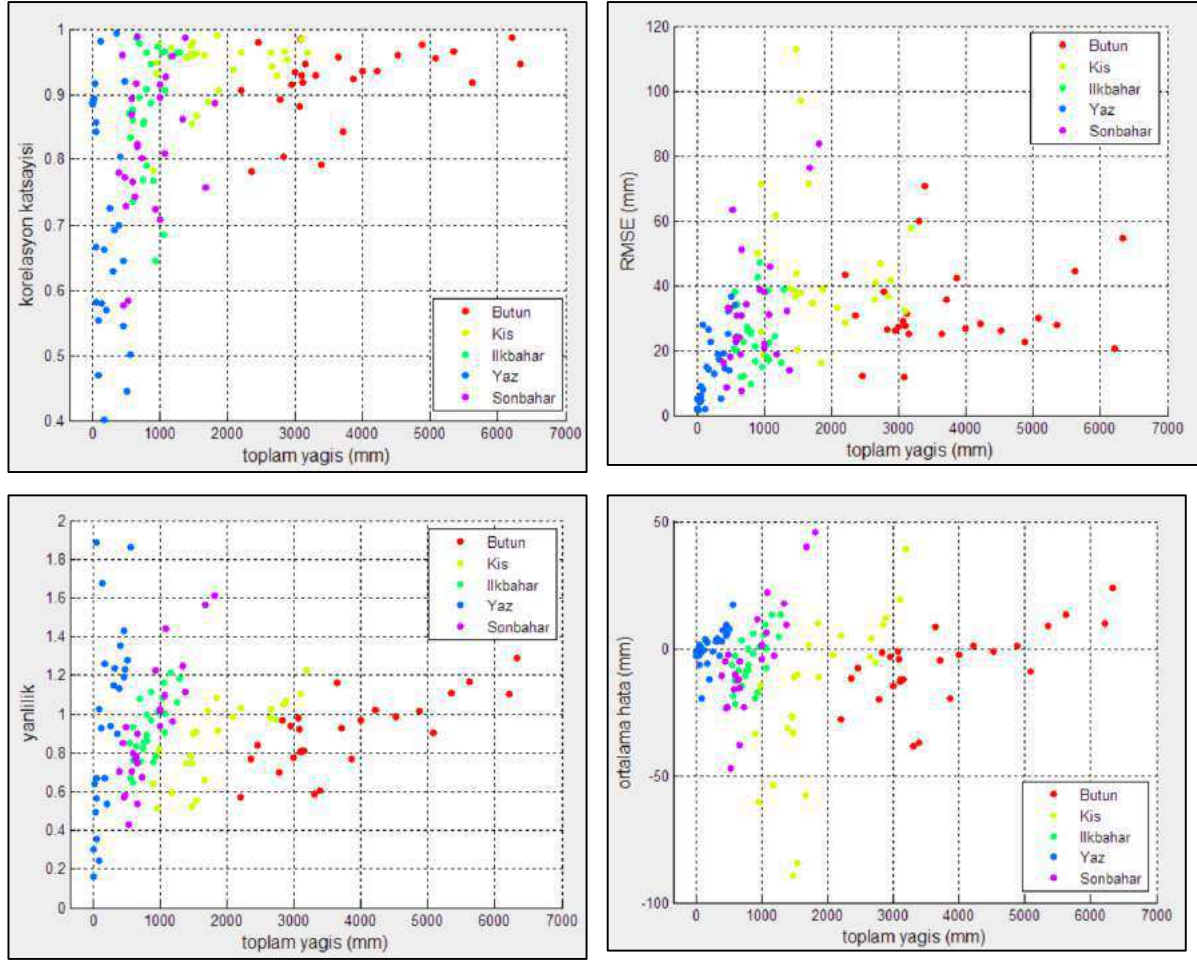 korelasyon katsayisi
1
0.9
0.8
0.7
0.6
0.5
0.4
0 1000 2000 3000 4000 5000 6000 7000
toplam yagis (mm)
Butun
Kis
Ilkbahar
Yaz
Sonbahar
RMSE (mm)
120
100
80
60
40
20
0
0 1000 2000 3000 4000 5000 6000 7000
toplam yagis (mm)
Butun
Kis
Ilkbahar
Yaz
Sonbahar
yanlilik
2
1.8
1.6
1.4
1.2
1
0.8
0.6
0.4
0.2
0
0 1000 2000 3000 4000 5000 6000 7000
toplam yagis (mm)
Butun
Kis
Ilkbahar
Yaz
Sonbahar
ortalama hata (mm)
50
0
-50
-100
0 1000 2000 3000 4000 5000 6000 7000
toplam yagis (mm)
Butun
Kis
Ilkbahar
Yaz
Sonbahar